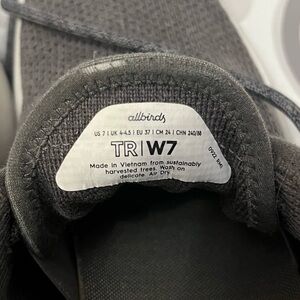 allbirds
US 7 | UK 4-4.5 | EU 37 | CM 24 | CHN 240/88
TR | W7
Made in Vietnam from sustainably
harvested trees. Wash on
delicate. Air Dry.